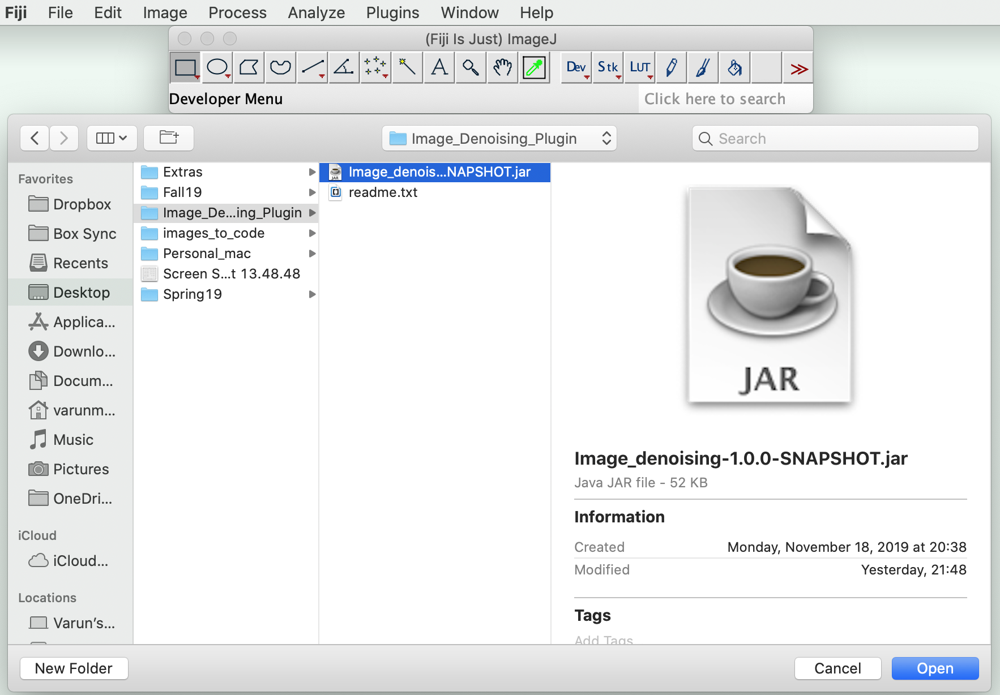 Fiji File Edit Image Process Analyze Plugins Window Help
(Fiji Is Just) ImageJ
Dev Stk LUT >>
Developer Menu
Click here to search
Image_Denoising_Plugin
Search
Favorites
Dropbox
Box Sync
Recents
Desktop
Applica...
Downlo...
Docum...
varunm...
Music
Pictures
OneDri...
iCloud
iCloud...
Locations
Varun’s...
Extras
Fall19
Image_De...ing_Plugin
images_to_code
Personal_mac
Screen S...t 13.48.48
Spring19
JAR
Image_denois...NAPSHOT.jar
readme.txt
JAR
Image_denoising-1.0.0-SNAPSHOT.jar
Java JAR file - 52 KB
Information
Created Monday, November 18, 2019 at 20:38
Modified Yesterday, 21:48
Tags
Add Tags
New Folder
Cancel
Open